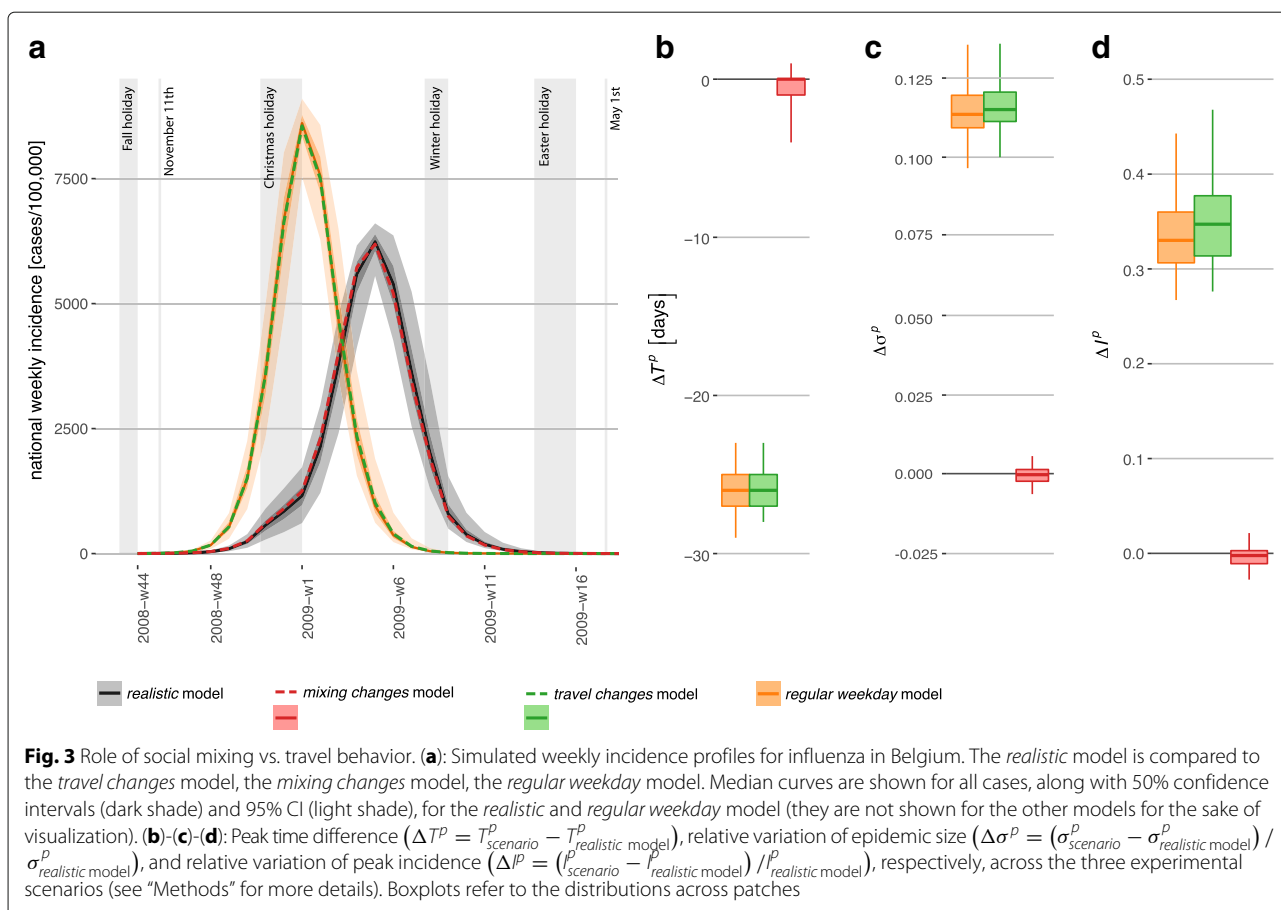 a
b
c
d
Fall holiday
November 11th
Christmas holiday
Winter holiday
Easter holiday
May 1st
national weekly incidence [cases/100,000]
7500
5000
2500
0
2008-w44
2008-w48
2009-w1
2009-w6
2009-w11
2009-w16
ΔT^p [days]
0
−10
−20
−30
Δσ^p
0.125
0.100
0.075
0.050
0.025
0.000
-0.025
ΔI^p
0.5
0.4
0.3
0.2
0.1
0.0
realistic model
mixing changes model
travel changes model
regular weekday model
Fig. 3 Role of social mixing vs. travel behavior. (a): Simulated weekly incidence profiles for influenza in Belgium. The realistic model is compared to
the travel changes model, the mixing changes model, the regular weekday model. Median curves are shown for all cases, along with 50% confidence
intervals (dark shade) and 95% CI (light shade), for the realistic and regular weekday model (they are not shown for the other models for the sake of
visualization). (b)-(c)-(d): Peak time difference (ΔT^p = T^p_scenario − T^p_realistic model), relative variation of epidemic size (Δσ^p = (σ^p_scenario − σ^p_realistic model) /
σ^p_realistic model), and relative variation of peak incidence (ΔI^p = (I^p_scenario − I^p_realistic model) /I^p_realistic model), respectively, across the three experimental
scenarios (see “Methods” for more details). Boxplots refer to the distributions across patches